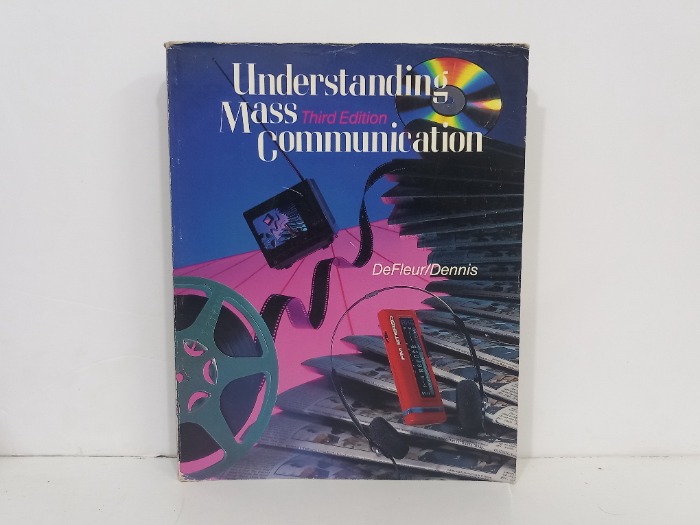 Understanding
Mass Third Edition
Communication
DeFleur/Dennis